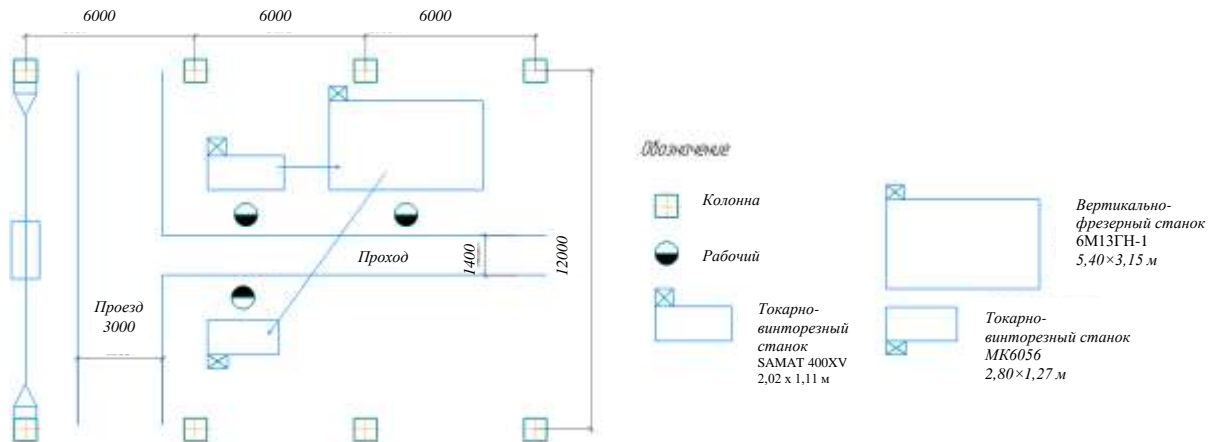 6000
6000
6000
Проход
1400
12000
Проезд
3000
Обозначение
Колонна
Рабочий
Токарно-
винторезный
станок
SAMAT 400XV
2,02 x 1,11 м
Вертикально-
фрезерный станок
6М13ГН-1
5,40×3,15 м
Токарно-
винторезный станок
МК6056
2,80×1,27 м